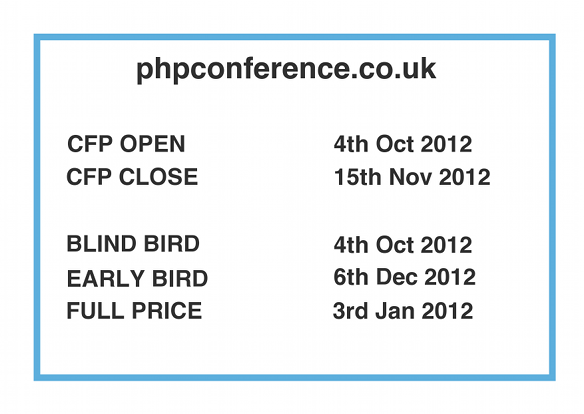 phpconference.co.uk
CFP OPEN 4th Oct 2012
CFP CLOSE 15th Nov 2012
BLIND BIRD 4th Oct 2012
EARLY BIRD 6th Dec 2012
FULL PRICE 3rd Jan 2012